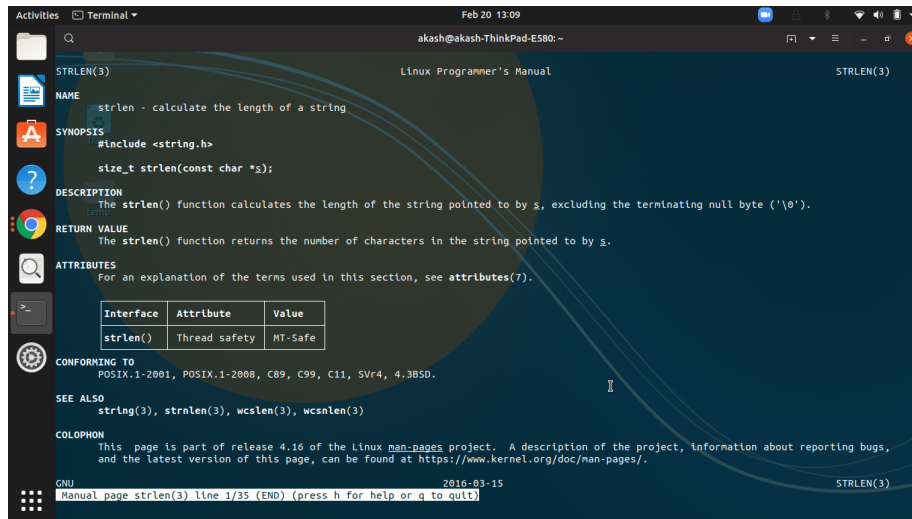 Activities Terminal Feb 20 13:09
akash@akash-ThinkPad-E580: ~
STRLEN(3) Linux Programmer's Manual STRLEN(3)
NAME
strlen - calculate the length of a string
SYNOPSIS
#include <string.h>
size_t strlen(const char *s);
DESCRIPTION
The strlen() function calculates the length of the string pointed to by s, excluding the terminating null byte ('\0').
temp
RETURN VALUE
The strlen() function returns the number of characters in the string pointed to by s.
ATTRIBUTES
For an explanation of the terms used in this section, see attributes(7).
Interface Attribute Value
strlen() Thread safety MT-Safe
CONFORMING TO
POSIX.1-2001, POSIX.1-2008, C89, C99, C11, SVr4, 4.3BSD.
SEE ALSO
string(3), strnlen(3), wcslen(3), wcsnlen(3)
COLOPHON
This page is part of release 4.16 of the Linux man-pages project. A description of the project, information about reporting bugs,
and the latest version of this page, can be found at https://www.kernel.org/doc/man-pages/.
GNU 2016-03-15 STRLEN(3)
Manual page strlen(3) line 1/35 (END) (press h for help or q to quit)